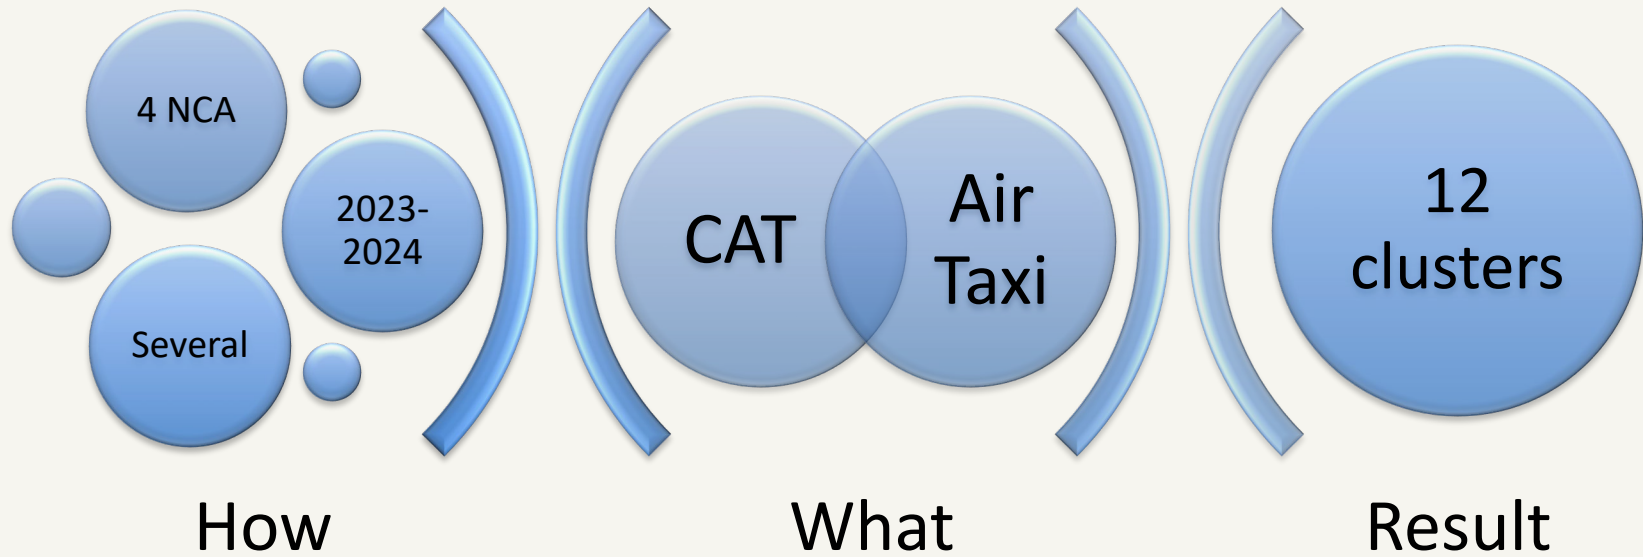 4 NCA
2023-
2024
Several
How
CAT
Air
Taxi
What
12
clusters
Result